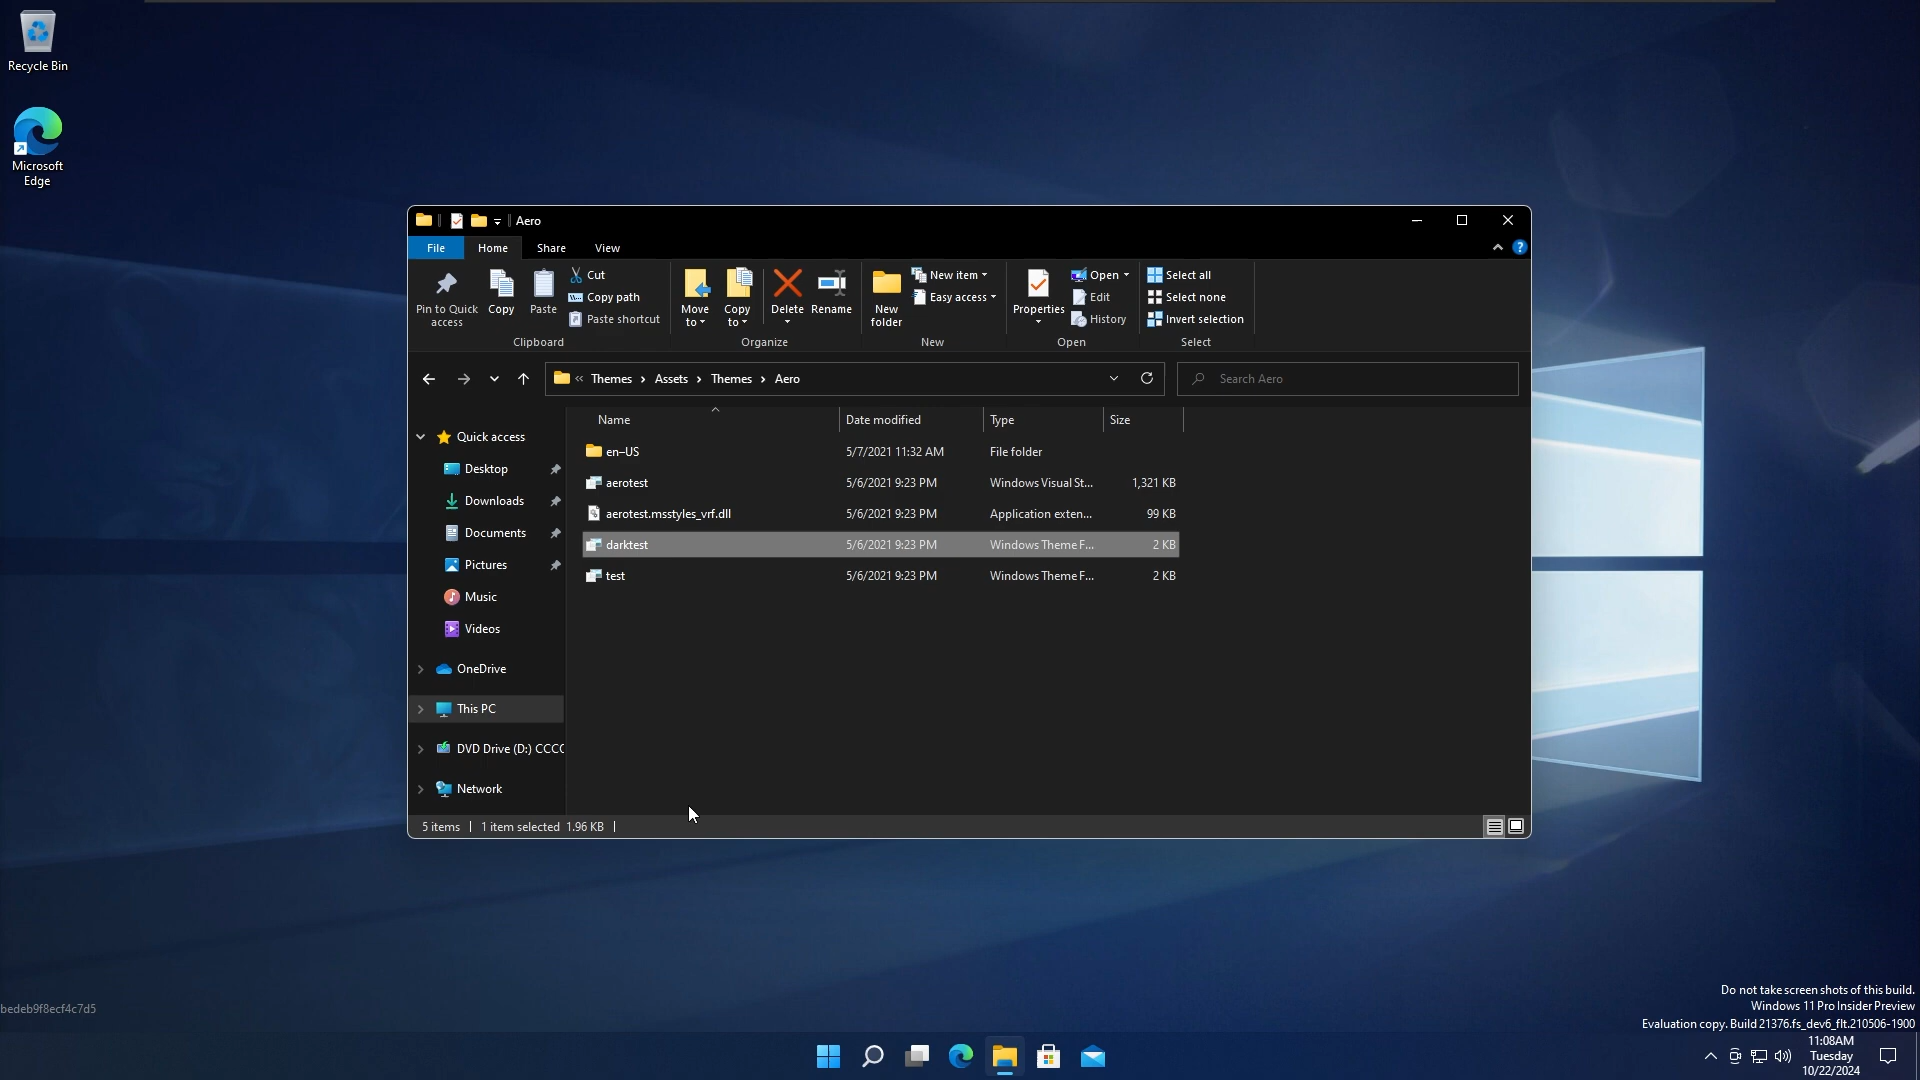 Recycle Bin
Microsoft
Edge
Aero
File
Home
Share
View
Pin to Quick
access
Copy
Paste
Cut
Copy path
Paste shortcut
Clipboard
Move
to
Copy
to
Delete
Rename
Organize
New
folder
New item
Easy access
New
Properties
Open
Edit
History
Open
Select all
Select none
Invert selection
Select
« Themes › Assets › Themes › Aero
Search Aero
Name Date modified Type Size
Quick access
Desktop
Downloads
Documents
Pictures
Music
Videos
OneDrive
This PC
DVD Drive (D:) CCC
Network
en-US 5/7/2021 11:32 AM File folder
aerotest 5/6/2021 9:23 PM Windows Visual St... 1,321 KB
aerotest.msstyles_vrf.dll 5/6/2021 9:23 PM Application exten... 99 KB
darktest 5/6/2021 9:23 PM Windows Theme F... 2 KB
test 5/6/2021 9:23 PM Windows Theme F... 2 KB
5 items 1 item selected 1.96 KB
bedeb9f8ecf4c7d5
Do not take screen shots of this build.
Windows 11 Pro Insider Preview
Evaluation copy. Build 21376.fs_dev6_flt.210506-1900
11:08AM
Tuesday
10/22/2024